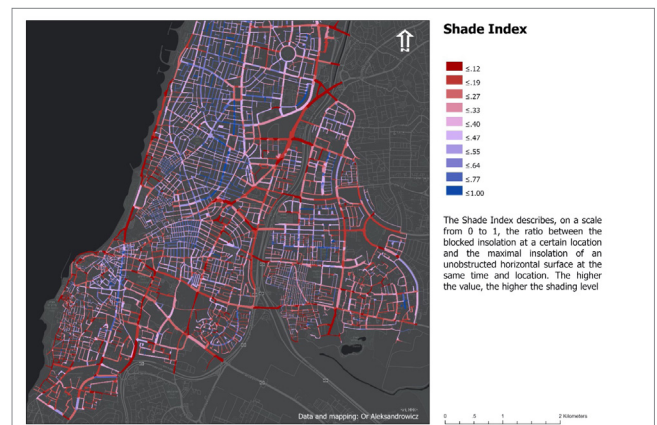 Shade Index
≤.12
≤.19
≤.27
≤.33
≤.40
≤.47
≤.55
≤.64
≤.77
≤1.00
The Shade Index describes, on a scale
from 0 to 1, the ratio between the
blocked insolation at a certain location
and the maximal insolation of an
unobstructed horizontal surface at the
same time and location. The higher
the value, the higher the shading level
Data and mapping: Or Aleksandrowicz
0 .5 1 2 Kilometers